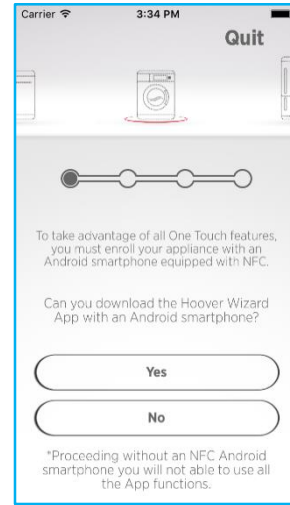 Carrier 3:34 PM
Quit
To take advantage of all One Touch features,
you must enroll your appliance with an
Android smartphone equipped with NFC.
Can you download the Hoover Wizard
App with an Android smartphone?
Yes
No
*Proceeding without an NFC Android
smartphone you will not able to use all
the App functions.